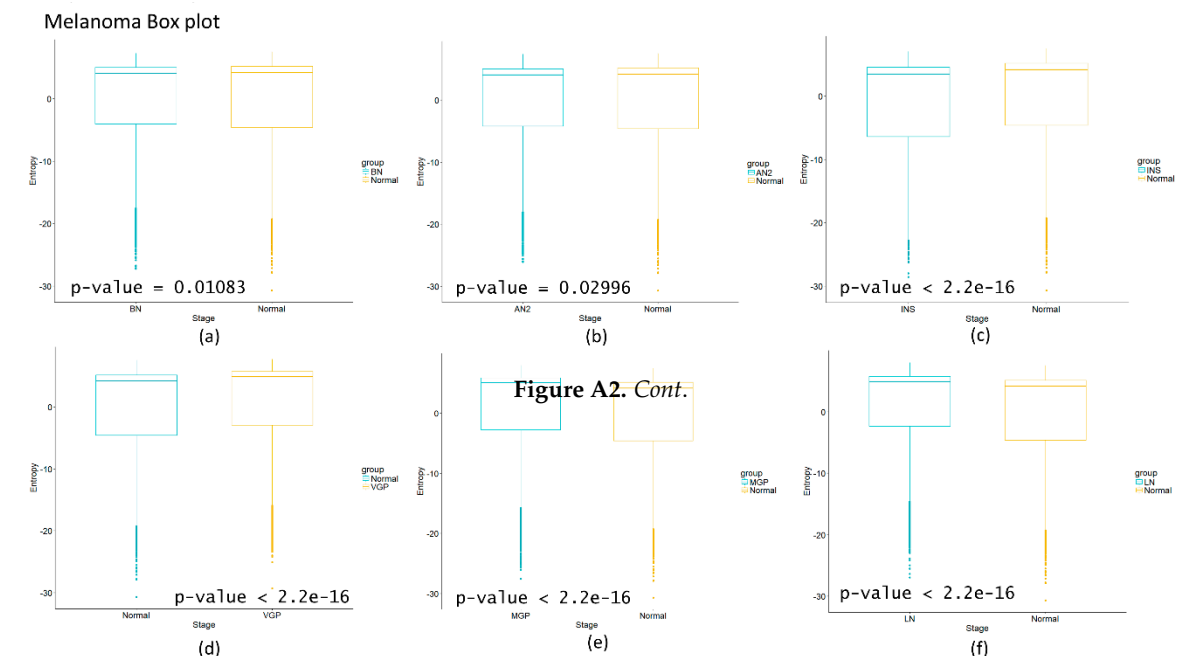 Melanoma Box plot
Entropy
0
-10
-20
-30
p-value = 0.01083
BN
Normal
Stage
group
BN
Normal
(a)
Entropy
0
-10
-20
-30
p-value = 0.02996
AN2
Normal
Stage
group
AN2
Normal
(b)
Entropy
0
-10
-20
-30
p-value < 2.2e-16
INS
Normal
Stage
group
INS
Normal
(c)
Entropy
0
-10
-20
-30
p-value < 2.2e-16
Normal
VGP
Stage
group
Normal
VGP
(d)
Figure A2. Cont.
Entropy
0
-10
-20
-30
p-value < 2.2e-16
MGP
Normal
Stage
group
MGP
Normal
(e)
Entropy
0
-10
-20
-30
p-value < 2.2e-16
LN
Normal
Stage
group
LN
Normal
(f)